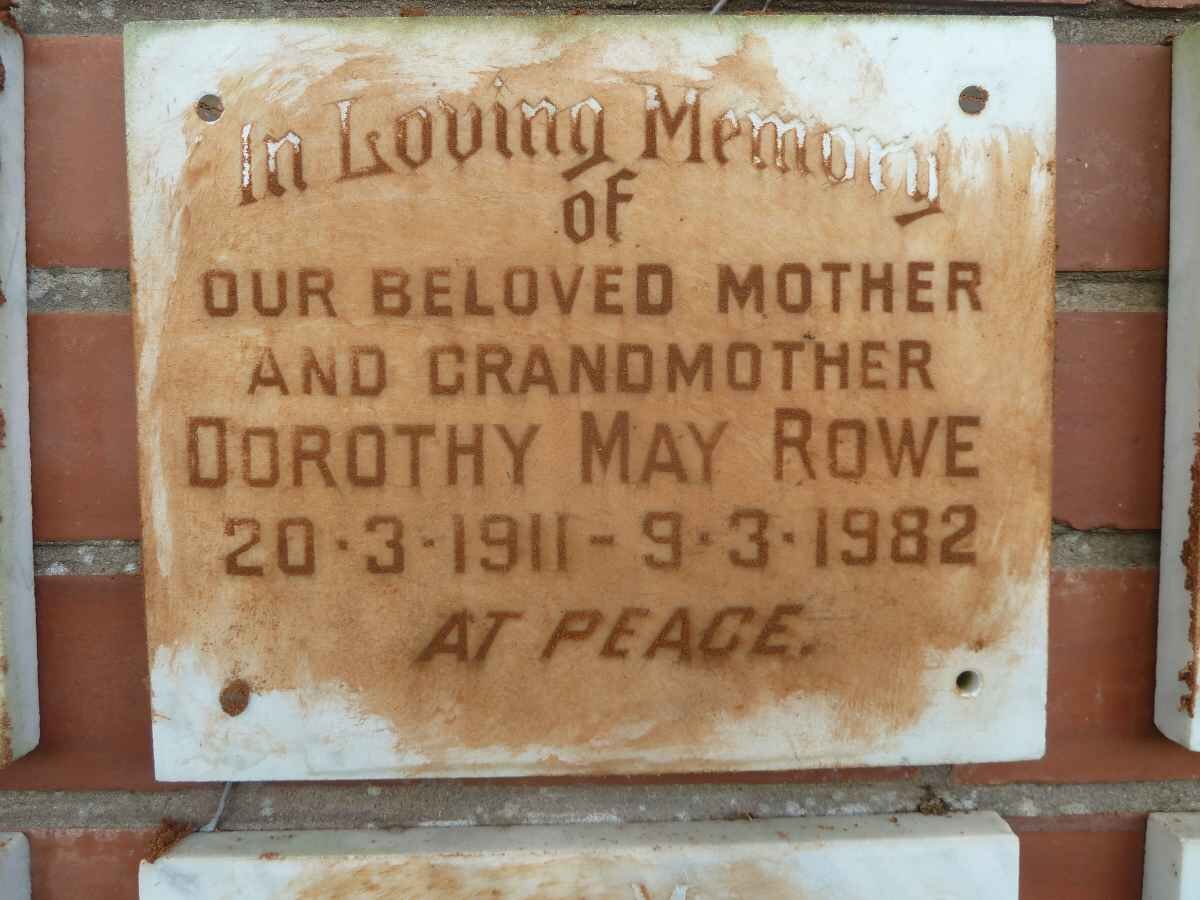 In Loving Memory
of
OUR BELOVED MOTHER
AND GRANDMOTHER
DOROTHY MAY ROWE
20·3·1911 - 9·3·1982
AT PEACE.